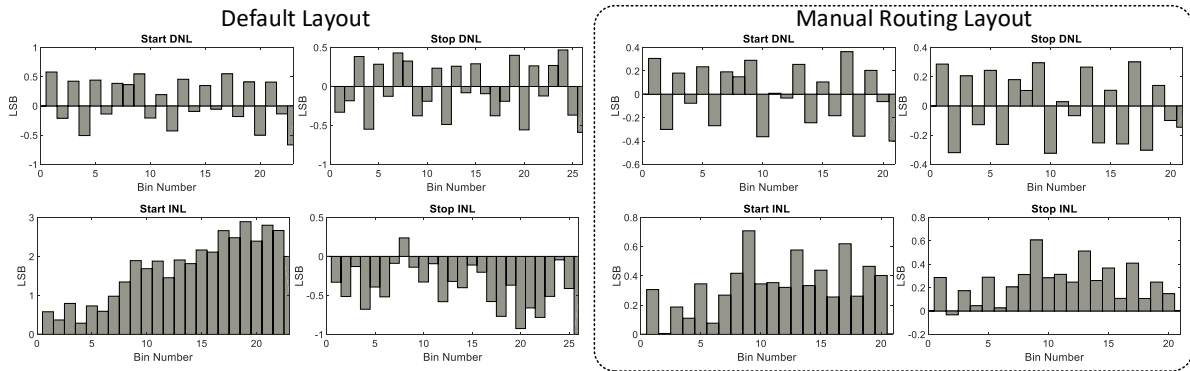 Default Layout
Manual Routing Layout
Start DNL
1
0.5
0
-0.5
-1
LSB
0 5 10 15 20
Bin Number
Stop DNL
0.5
0
-0.5
-1
LSB
0 5 10 15 20 25
Bin Number
Start DNL
0.4
0.2
0
-0.2
-0.4
-0.6
LSB
0 5 10 15 20
Bin Number
Stop DNL
0.4
0.2
0
-0.2
-0.4
LSB
0 5 10 15 20
Bin Number
Start INL
3
2
1
0
LSB
0 5 10 15 20
Bin Number
Stop INL
0.5
0
-0.5
-1
LSB
0 5 10 15 20 25
Bin Number
Start INL
0.8
0.6
0.4
0.2
0
LSB
0 5 10 15 20
Bin Number
Stop INL
0.8
0.6
0.4
0.2
0
-0.2
LSB
0 5 10 15 20
Bin Number